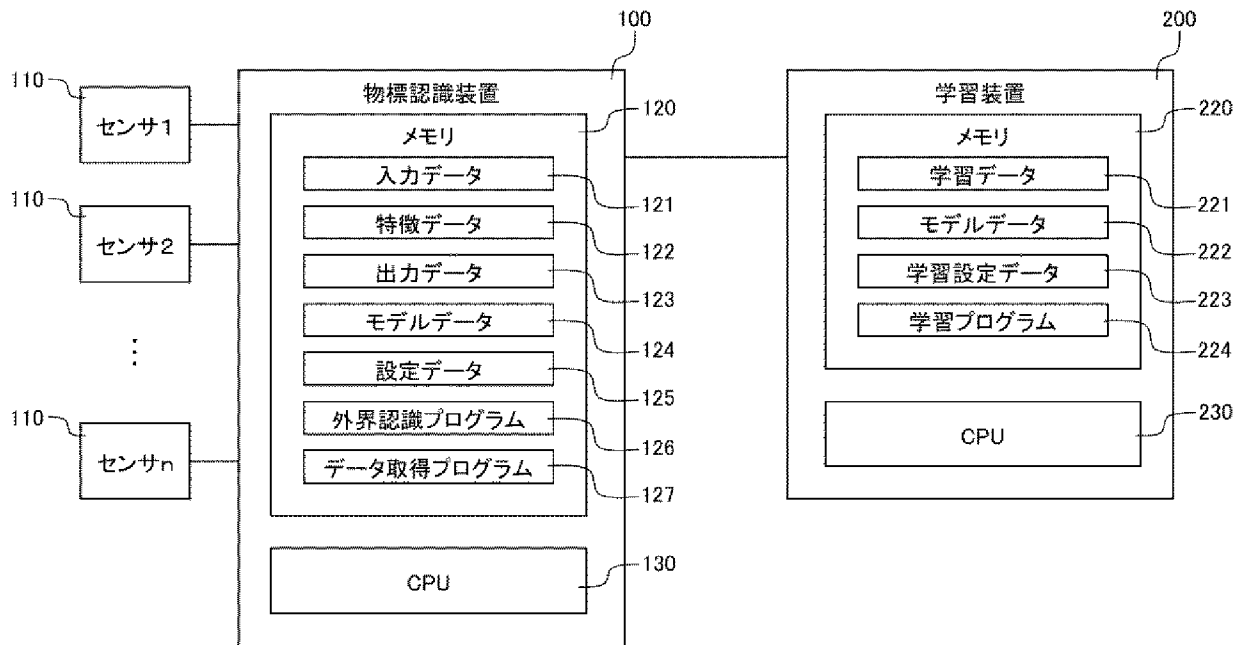 100
物標認識装置
110
センサ1
110
センサ2
⋮
110
センサn
メモリ
120
入力データ
121
特徴データ
122
出力データ
123
モデルデータ
124
設定データ
125
外界認識プログラム
126
データ取得プログラム
127
CPU
130
200
学習装置
メモリ
220
学習データ
221
モデルデータ
222
学習設定データ
223
学習プログラム
224
CPU
230